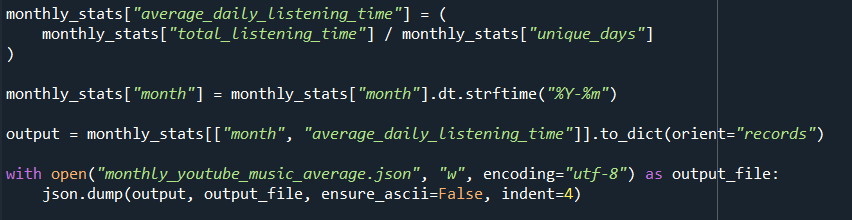 monthly_stats["average_daily_listening_time"] = (
    monthly_stats["total_listening_time"] / monthly_stats["unique_days"]
)
monthly_stats["month"] = monthly_stats["month"].dt.strftime("%Y-%m")
output = monthly_stats[["month", "average_daily_listening_time"]].to_dict(orient="records")
with open("monthly_youtube_music_average.json", "w", encoding="utf-8") as output_file:
    json.dump(output, output_file, ensure_ascii=False, indent=4)